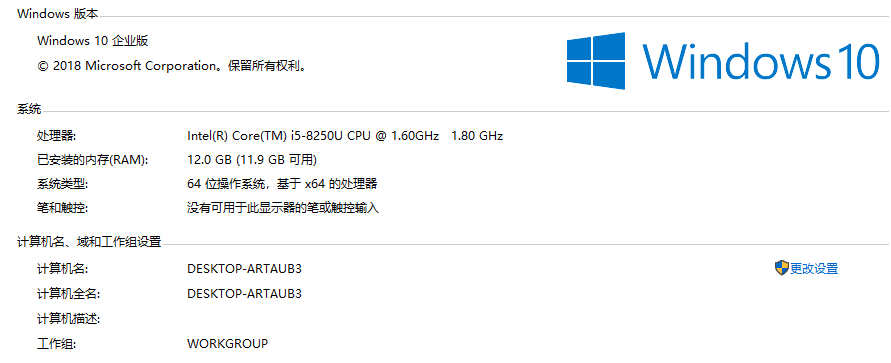 Windows 版本
Windows 10 企业版
© 2018 Microsoft Corporation。保留所有权利。
Windows 10
系统
处理器: Intel(R) Core(TM) i5-8250U CPU @ 1.60GHz 1.80 GHz
已安装的内存(RAM): 12.0 GB (11.9 GB 可用)
系统类型: 64 位操作系统，基于 x64 的处理器
笔和触控: 没有可用于此显示器的笔或触控输入
计算机名、域和工作组设置
计算机名: DESKTOP-ARTAUB3 更改设置
计算机全名: DESKTOP-ARTAUB3
计算机描述:
工作组: WORKGROUP